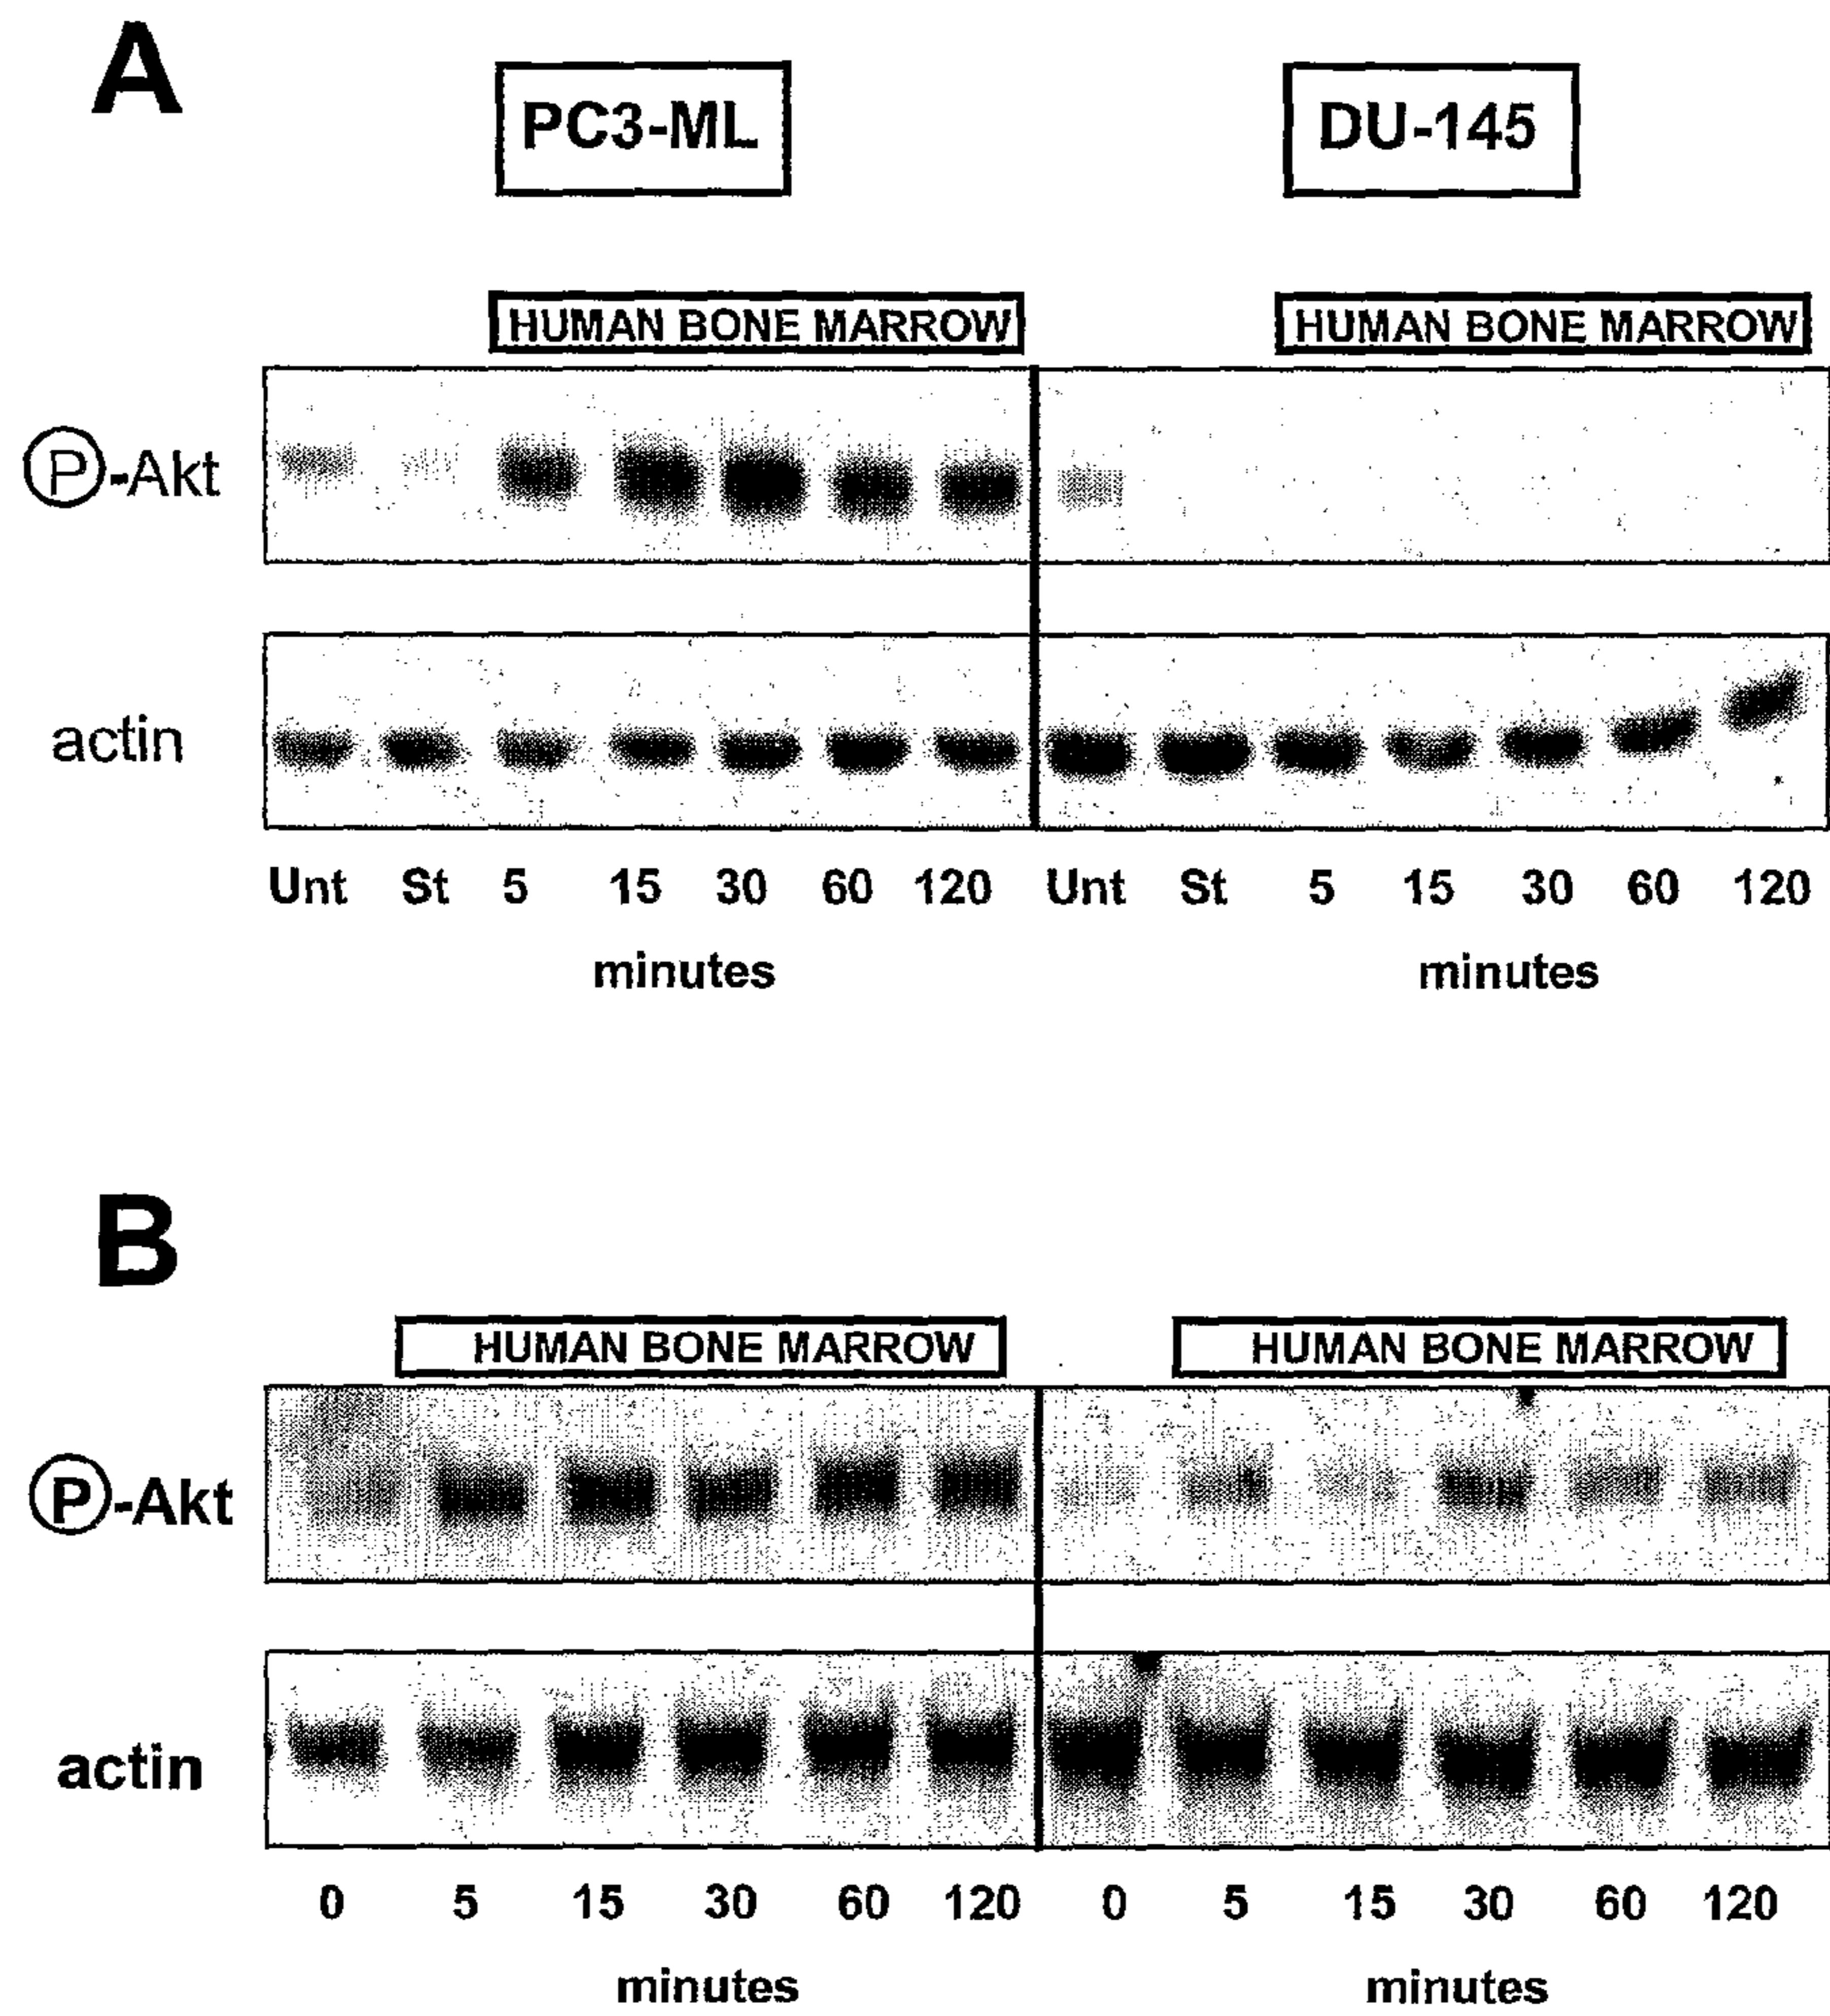 A
PC3-ML DU-145
HUMAN BONE MARROW HUMAN BONE MARROW
Ⓟ-Akt
actin
Unt St 5 15 30 60 120 Unt St 5 15 30 60 120
minutes minutes
B
HUMAN BONE MARROW HUMAN BONE MARROW
Ⓟ-Akt
actin
0 5 15 30 60 120 0 5 15 30 60 120
minutes minutes